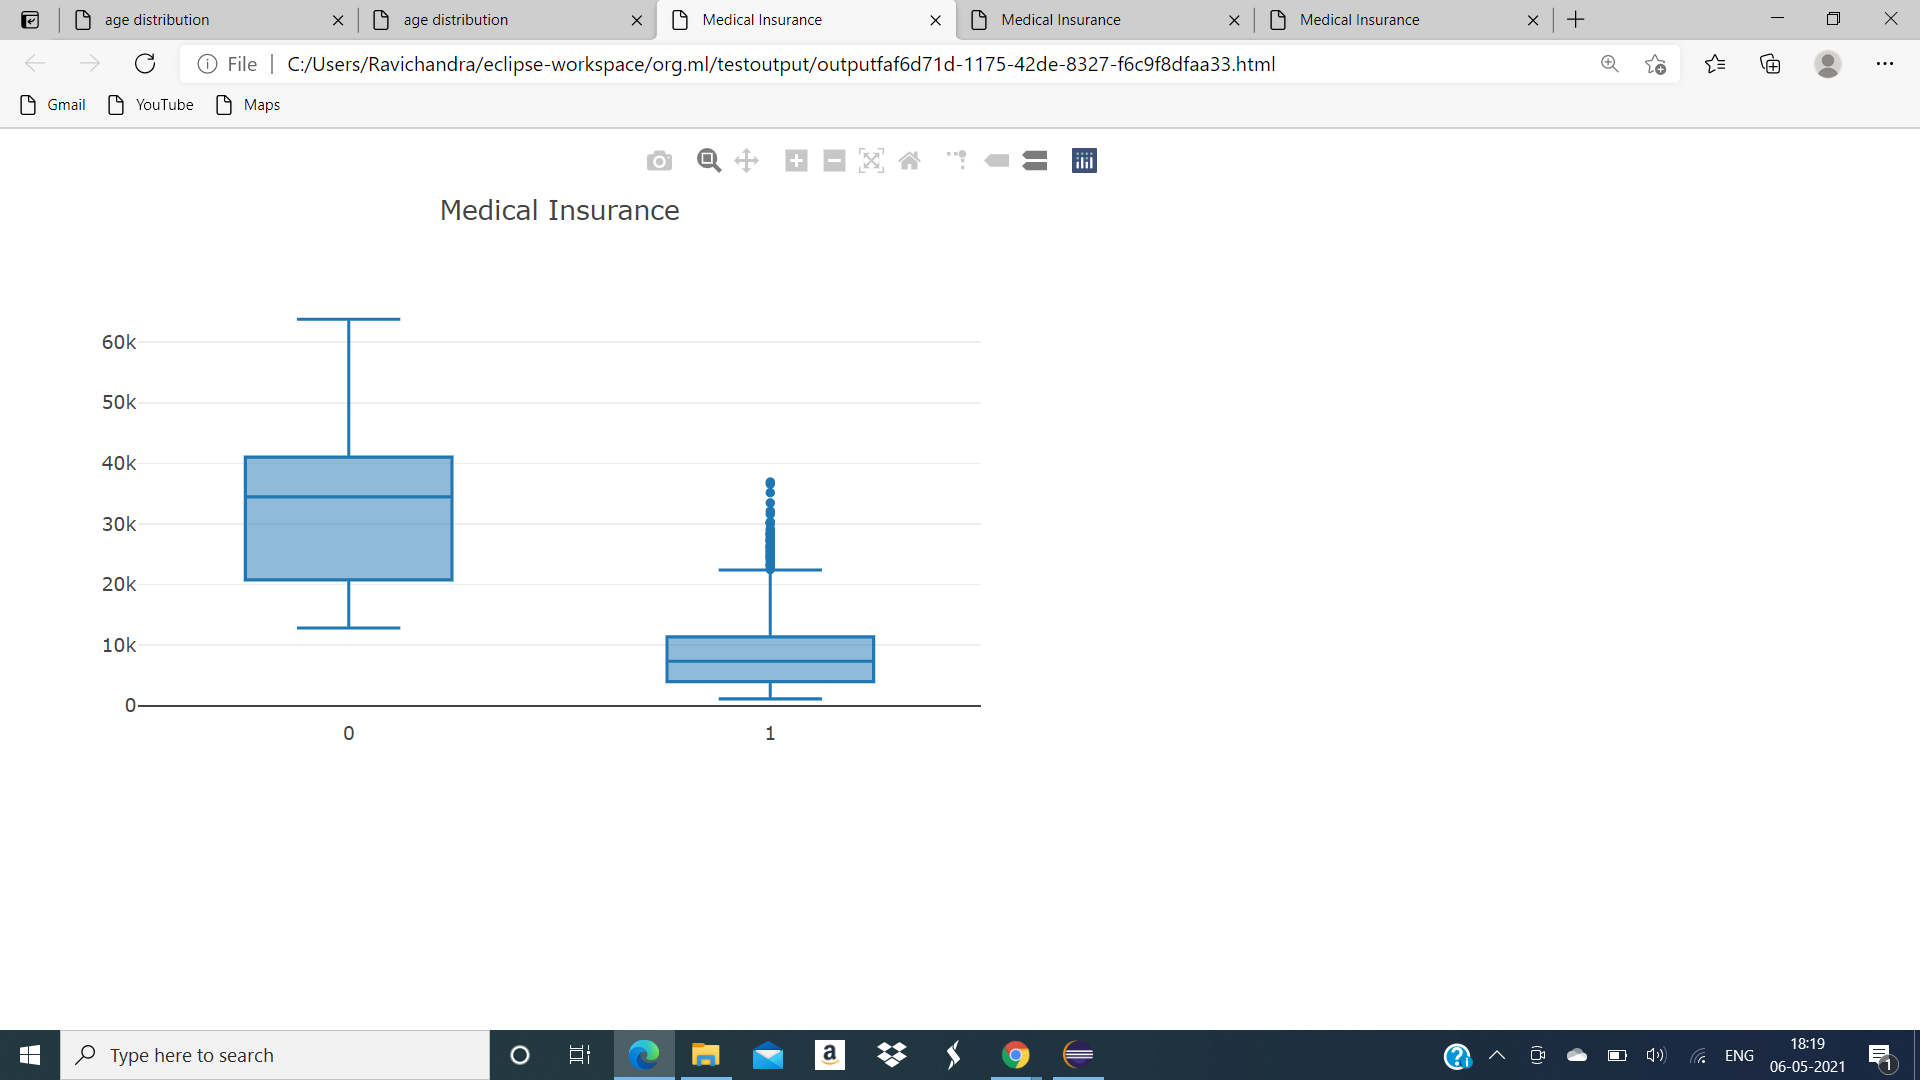 age distribution
age distribution
Medical Insurance
Medical Insurance
Medical Insurance
File
C:/Users/Ravichandra/eclipse-workspace/org.ml/testoutput/outputfaf6d71d-1175-42de-8327-f6c9f8dfaa33.html
Gmail
YouTube
Maps
Medical Insurance
60k
50k
40k
30k
20k
10k
0
0
1
Type here to search
a
ENG
18:19
06-05-2021
1